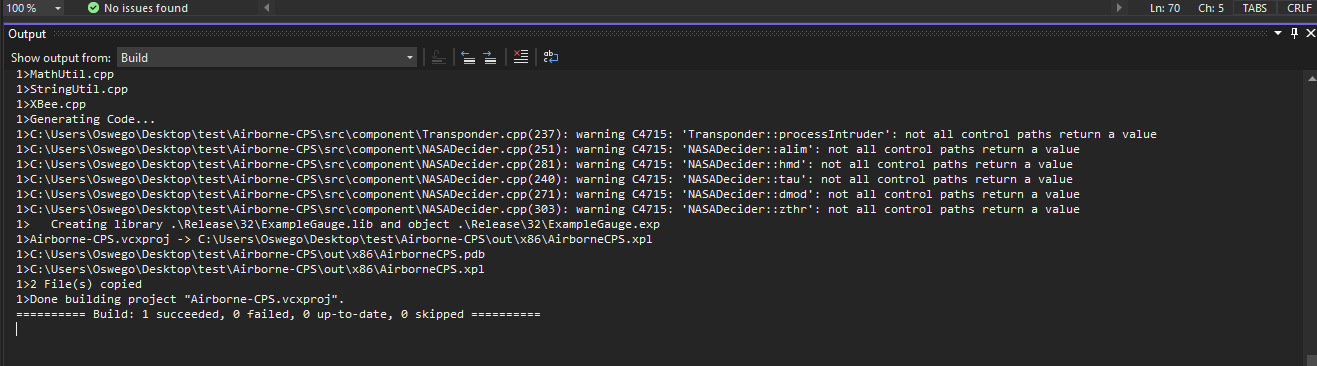 100 %
No issues found
Ln: 70
Ch: 5
TABS
CRLF
Output
Show output from:
Build
1>MathUtil.cpp
1>StringUtil.cpp
1>XBee.cpp
1>Generating Code...
1>C:\Users\Oswego\Desktop\test\Airborne-CPS\src\component\Transponder.cpp(237): warning C4715: 'Transponder::processIntruder': not all control paths return a value
1>C:\Users\Oswego\Desktop\test\Airborne-CPS\src\component\NASADecider.cpp(251): warning C4715: 'NASADecider::alim': not all control paths return a value
1>C:\Users\Oswego\Desktop\test\Airborne-CPS\src\component\NASADecider.cpp(281): warning C4715: 'NASADecider::hmd': not all control paths return a value
1>C:\Users\Oswego\Desktop\test\Airborne-CPS\src\component\NASADecider.cpp(240): warning C4715: 'NASADecider::tau': not all control paths return a value
1>C:\Users\Oswego\Desktop\test\Airborne-CPS\src\component\NASADecider.cpp(271): warning C4715: 'NASADecider::dmod': not all control paths return a value
1>C:\Users\Oswego\Desktop\test\Airborne-CPS\src\component\NASADecider.cpp(303): warning C4715: 'NASADecider::zthr': not all control paths return a value
1>   Creating library .\Release\32\ExampleGauge.lib and object .\Release\32\ExampleGauge.exp
1>Airborne-CPS.vcxproj -> C:\Users\Oswego\Desktop\test\Airborne-CPS\out\x86\AirborneCPS.xpl
1>C:\Users\Oswego\Desktop\test\Airborne-CPS\out\x86\AirborneCPS.pdb
1>C:\Users\Oswego\Desktop\test\Airborne-CPS\out\x86\AirborneCPS.xpl
1>2 File(s) copied
1>Done building project "Airborne-CPS.vcxproj".
========== Build: 1 succeeded, 0 failed, 0 up-to-date, 0 skipped ==========